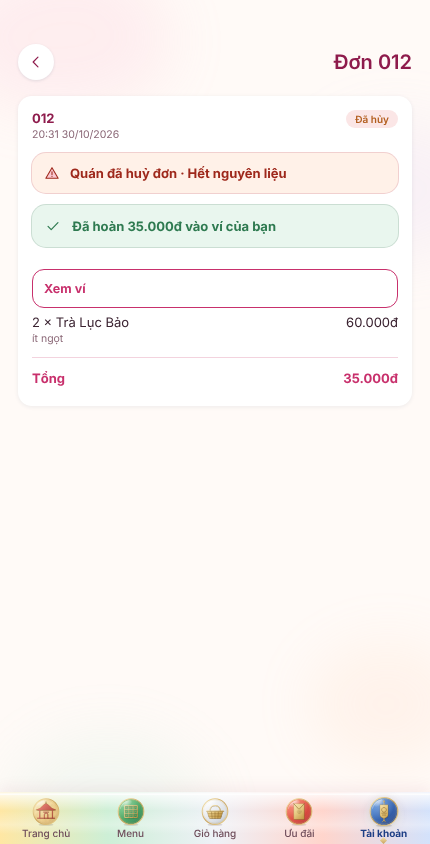 Đơn 012
012
Đã hủy
20:31 30/10/2026
Quán đã huỷ đơn · Hết nguyên liệu
Đã hoàn 35.000đ vào ví của bạn
Xem ví
2 × Trà Lục Bảo
60.000đ
ít ngọt
Tổng
35.000đ
Trang chủ
Menu
Giỏ hàng
Ưu đãi
Tài khoản